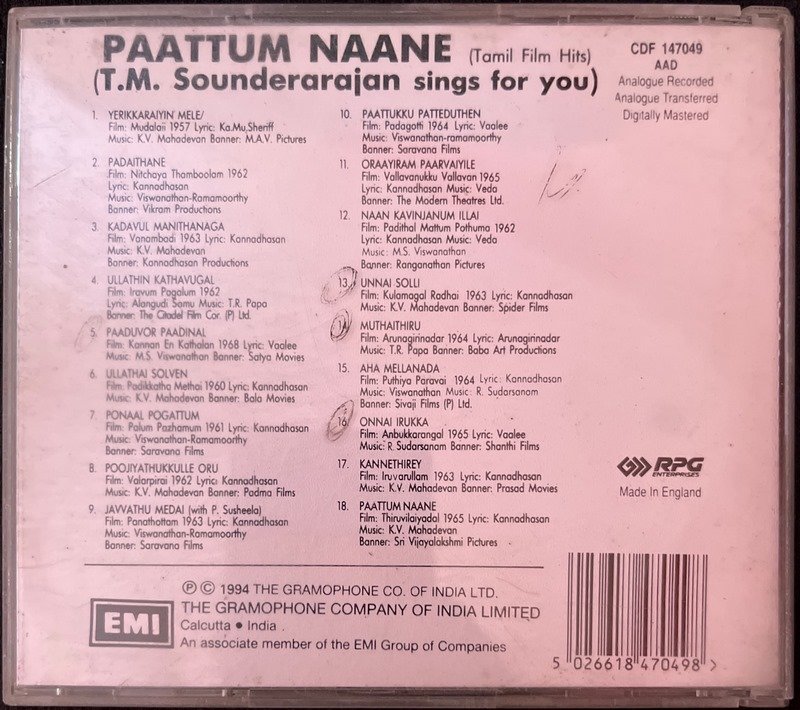 PAATTUM NAANE (Tamil Film Hits)
(T.M. Sounderarajan sings for you)
CDF 147049
AAD
Analogue Recorded
Analogue Transferred
Digitally Mastered
1. YERIKKARAIYIN MELE/
Film: Mudalali 1957 Lyric: Ka.Mu,Sheriff
Music: K.V. Mahadevan Banner: M.A.V. Pictures
2. PADAITHANE
Film: Nitchaya Thamboolam 1962
Lyric: Kannadhasan
Music: Viswanathan-Ramamoorthy
Banner: Vikram Productions
3. KADAVUL MANITHANAGA
Film: Vanambadi 1963 Lyric: Kannadhasan
Music: K.V. Mahadevan
Banner: Kannadhasan Productions
4. ULLATHIN KATHAVUGAL
Film: Iravum Pagalum 1962
Lyric: Alangudi Somu Music: T.R. Papa
Banner: The Citadel Film Cor. (P) Ltd.
5. PAADUVOR PAADINAL
Film: Kannan En Kathalan 1968 Lyric: Vaalee
Music: M.S. Viswanathan Banner: Satya Movies
6. ULLATHAI SOLVEN
Film: Padikkatha Methai 1960 Lyric: Kannadhasan
Music: K.V. Mahadevan Banner: Bala Movies
7. PONAAL POGATTUM
Film: Palum Pazhamum 1961 Lyric: Kannadhasan
Music: Viswanathan-Ramamoorthy
Banner: Saravana Films
8. POOJIYATHUKKULLE ORU
Film: Valarpirai 1962 Lyric: Kannadhasan
Music: K.V. Mahadevan Banner: Padma Films
9. JAVVATHU MEDAI (with P. Susheela)
Film: Panathottam 1963 Lyric: Kannadhasan
Music: Viswanathan-Ramamoorthy
Banner: Saravana Films
10. PAATTUKKU PATTEDUTHEN
Film: Padagotti 1964 Lyric: Vaalee
Music: Viswanathan-ramamoorthy
Banner: Saravana Films
11. ORAAYIRAM PAARVAIYILE
Film: Vallavanukku Vallavan 1965
Lyric: Kannadhasan Music: Veda
Banner: The Modern Theatres Ltd.
12. NAAN KAVINJANUM ILLAI
Film: Padithal Mattum Pothuma 1962
Lyric: Kannadhasan Music: Veda
Music: M.S. Viswanathan
Banner: Ranganathan Pictures
13. UNNAI SOLLI
Film: Kulamagal Radhai 1963 Lyric: Kannadhasan
Music: K.V. Mahadevan Banner: Spider Films
14. MUTHAITHIRU
Film: Arunagirinadar 1964 Lyric: Arunagirinadar
Music: T.R. Papa Banner: Baba Art Productions
15. AHA MELLANADA
Film: Puthiya Paravai 1964 Lyric: Kannadhasan
Music: Viswanathan Music: R. Sudarsanam
Banner: Sivaji Films (P) Ltd.
16. ONNAI IRUKKA
Film: Anbukkarangal 1965 Lyric: Vaalee
Music: R. Sudarsanam Banner: Shanthi Films
17. KANNETHIREY
Film: Iruvarullam 1963 Lyric: Kannadhasan
Music: K.V. Mahadevan Banner: Prasad Movies
18. PAATTUM NAANE
Film: Thiruvilaiyadal 1965 Lyric: Kannadhasan
Music: K.V. Mahadevan
Banner: Sri Vijayalakshmi Pictures
RPG
ENTERPRISES
Made In England
EMI
℗ © 1994 THE GRAMOPHONE CO. OF INDIA LTD.
THE GRAMOPHONE COMPANY OF INDIA LIMITED
Calcutta • India
An associate member of the EMI Group of Companies
5 026618 470498 >